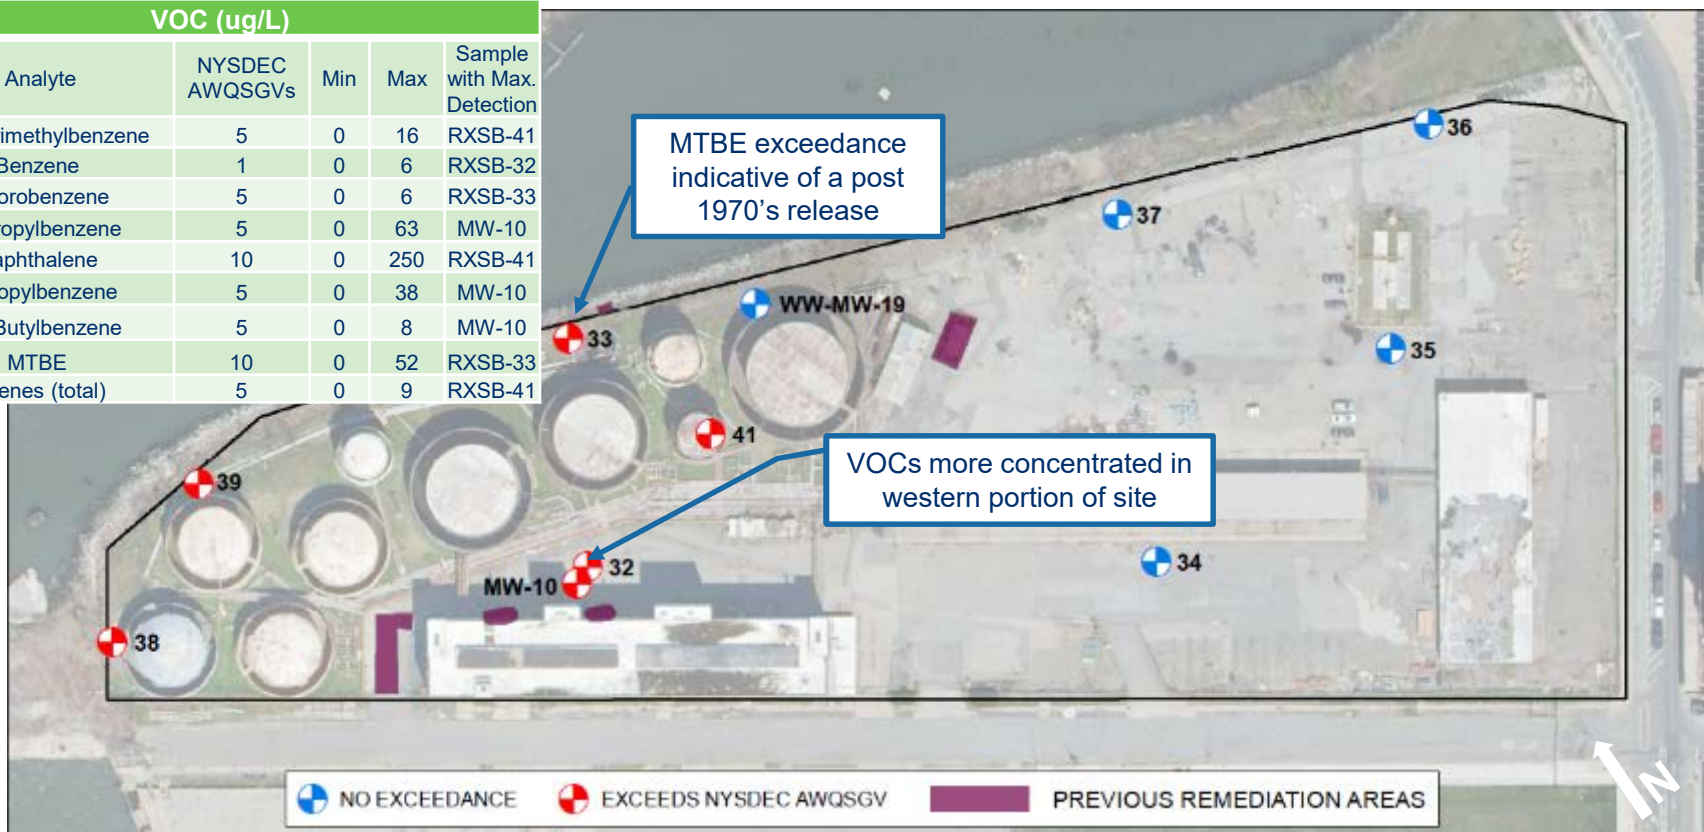 VOC (ug/L)
Analyte NYSDEC AWQSGVs Min Max Sample with Max. Detection
imethylbenzene 5 0 16 RXSB-41
Benzene 1 0 6 RXSB-32
orobenzene 5 0 6 RXSB-33
opylbenzene 5 0 63 MW-10
aphthalene 10 0 250 RXSB-41
opylbenzene 5 0 38 MW-10
Butylbenzene 5 0 8 MW-10
MTBE 10 0 52 RXSB-33
enes (total) 5 0 9 RXSB-41
MTBE exceedance
indicative of a post
1970's release
36
37
WW-MW-19
33
35
41
VOCs more concentrated in
western portion of site
39
32
MW-10
34
38
NO EXCEEDANCE EXCEEDS NYSDEC AWQSGV PREVIOUS REMEDIATION AREAS
N